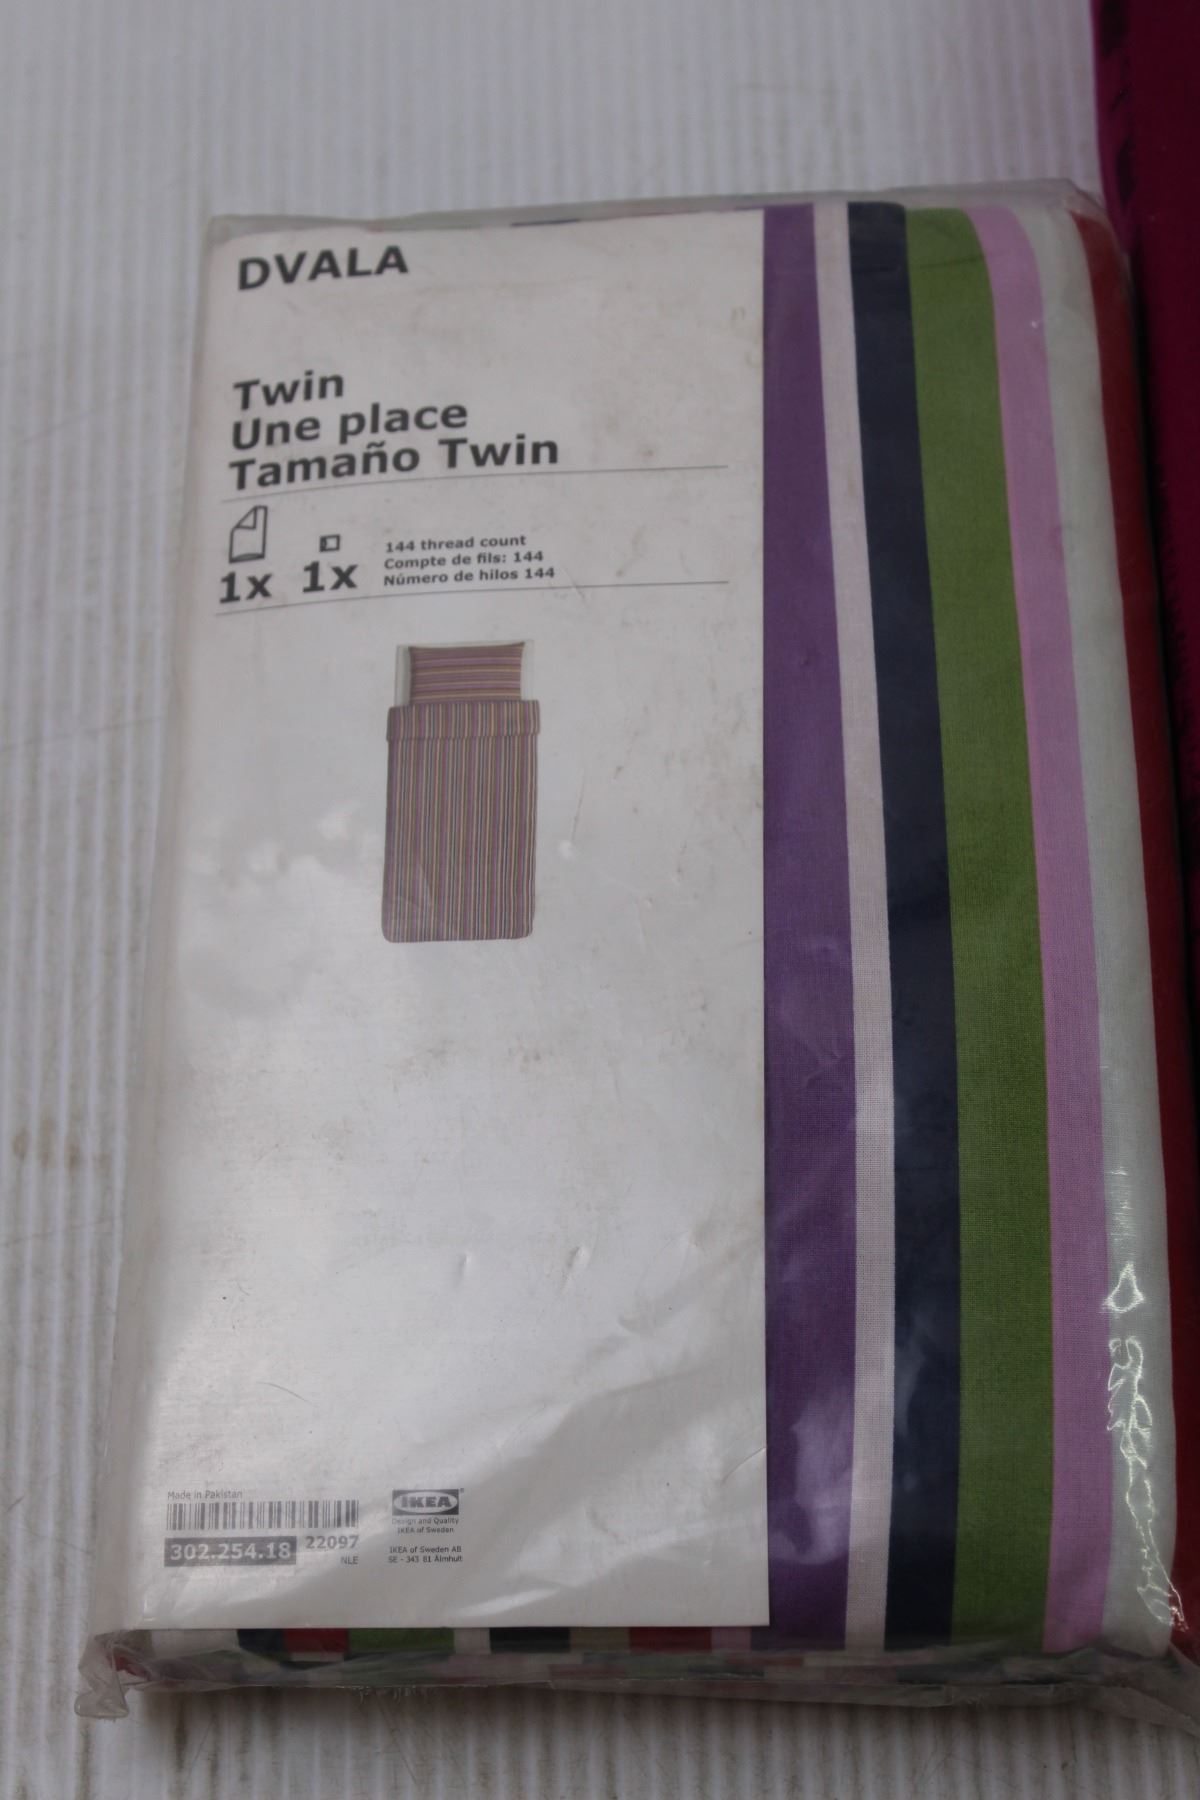 DVALA
Twin
Une place
Tamaño Twin
1x 1x
144 thread count
Compte de fils: 144
Número de hilos 144
Made in Pakistan
302.254.18 22097
NLE
IKEA®
Design and Quality
IKEA of Sweden
IKEA of Sweden AB
SE - 343 81 Älmhult